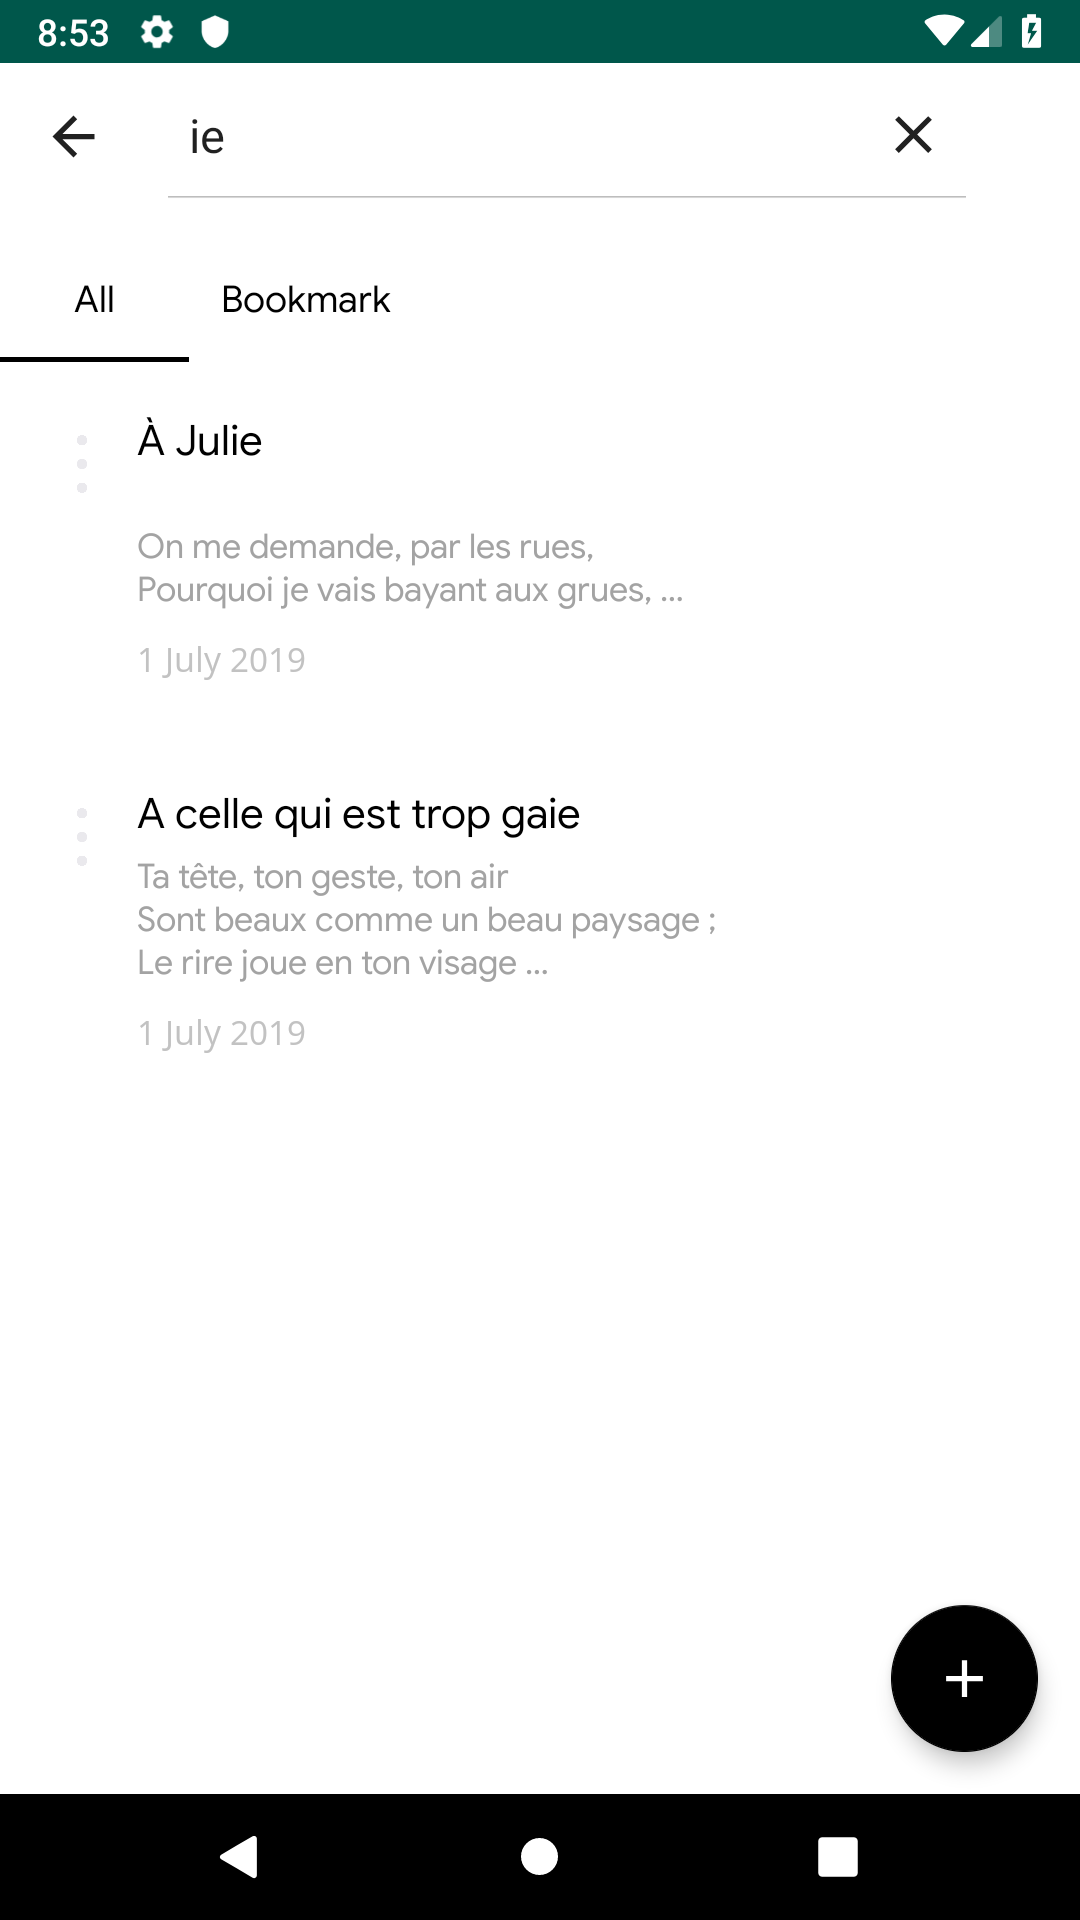 8:53
ie
All Bookmark
À Julie
On me demande, par les rues,
Pourquoi je vais bayant aux grues, ...
1 July 2019
A celle qui est trop gaie
Ta tête, ton geste, ton air
Sont beaux comme un beau paysage ;
Le rire joue en ton visage ...
1 July 2019